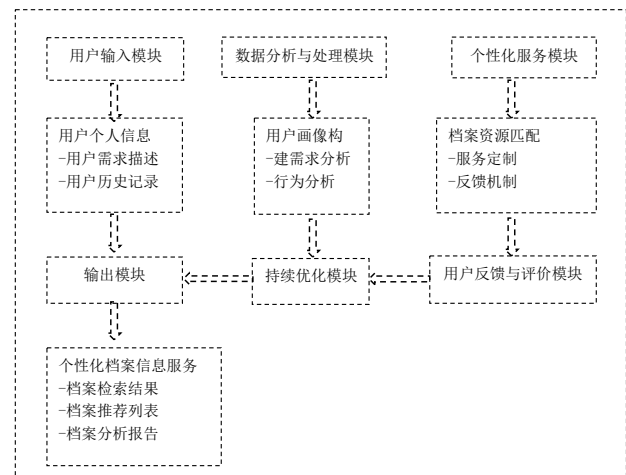 用户输入模块
数据分析与处理模块
个性化服务模块
用户个人信息
-用户需求描述
-用户历史记录
用户画像构
-建需求分析
-行为分析
档案资源匹配
-服务定制
-反馈机制
输出模块
持续优化模块
用户反馈与评价模块
个性化档案信息服务
-档案检索结果
-档案推荐列表
-档案分析报告